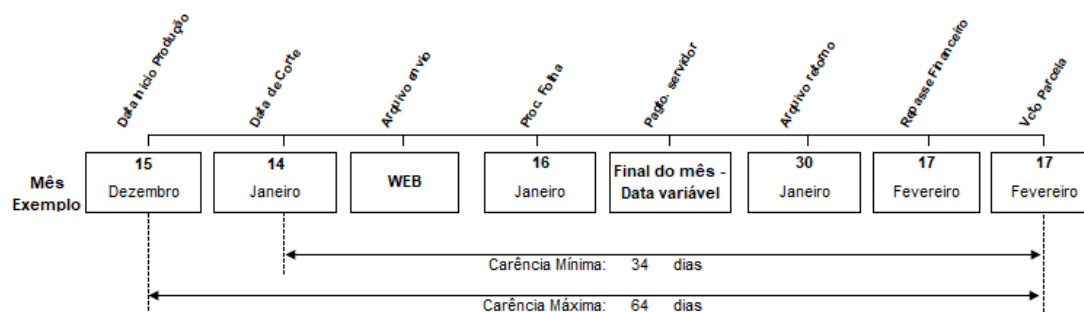 Data Inicio Produção
Data de Corte
Arquivo envio
Proc. Folha
Pagto. servidor
Arquivo retorno
Repasse Financeiro
Vcto Parcela
Mês
Exemplo
15
Dezembro
14
Janeiro
WEB
16
Janeiro
Final do mês -
Data variável
30
Janeiro
17
Fevereiro
17
Fevereiro
Carência Mínima: 34 dias
Carência Máxima: 64 dias